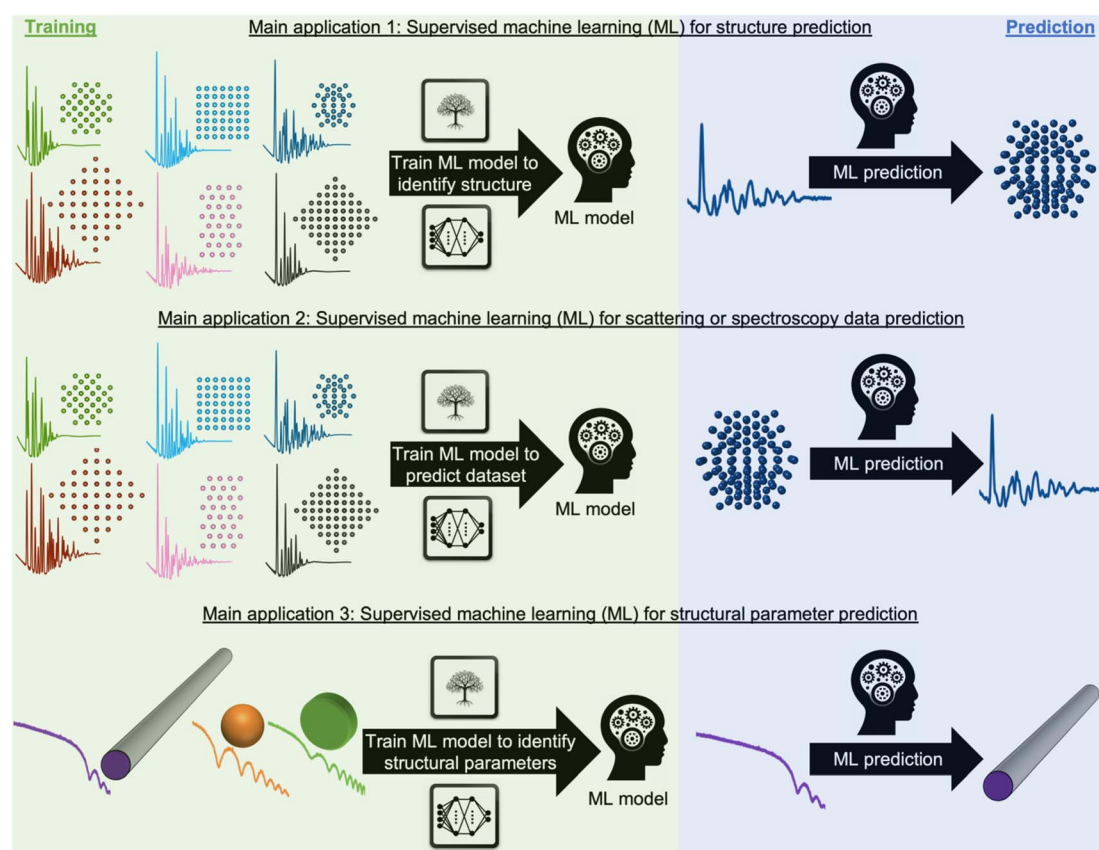 Training
Main application 1: Supervised machine learning (ML) for structure prediction
Prediction
Train ML model to
identify structure
ML model
ML prediction
Main application 2: Supervised machine learning (ML) for scattering or spectroscopy data prediction
Train ML model to
predict dataset
ML model
ML prediction
Main application 3: Supervised machine learning (ML) for structural parameter prediction
Train ML model to identify
structural parameters
ML model
ML prediction